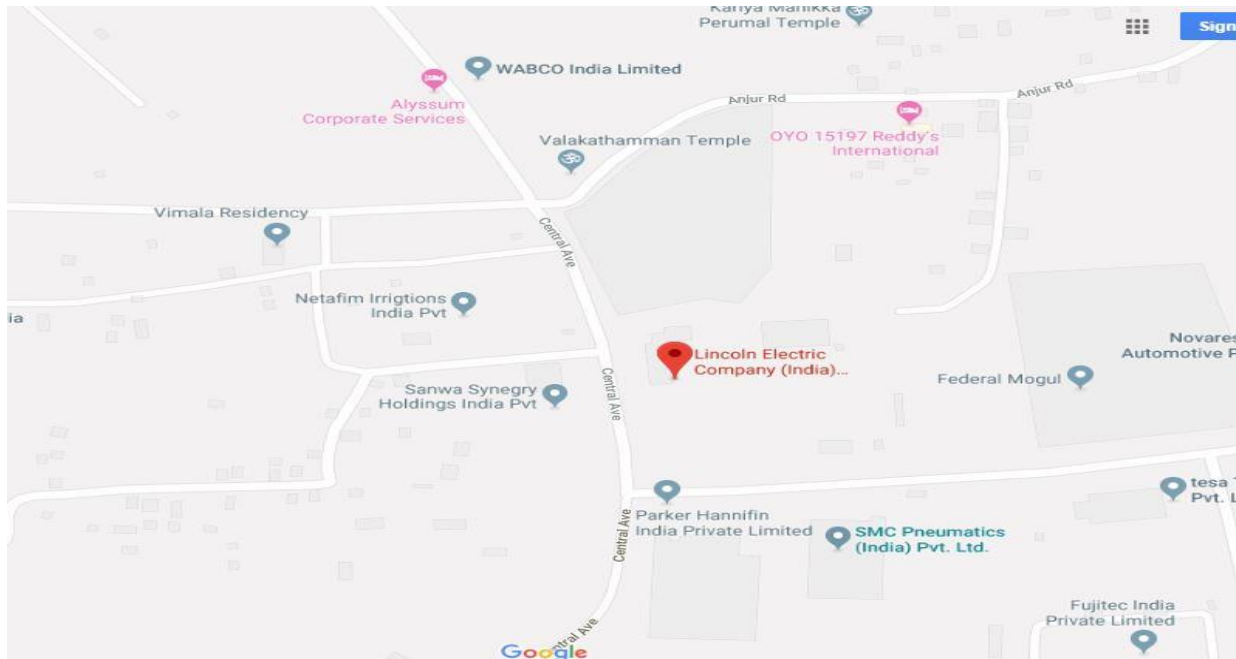 Kariya Manikka
Perumal Temple
Sign
WABCO India Limited
Alyssum
Corporate Services
Anjur Rd
Anjur Rd
OYO 15197 Reddy's
International
Valakathamman Temple
Vimala Residency
Central Ave
Netafim Irrigtions
India Pvt
ia
Lincoln Electric
Company (India)...
Novares
Automotive P
Federal Mogul
Sanwa Synegry
Holdings India Pvt
Central Ave
tesa T
Pvt. L
Parker Hannifin
India Private Limited
SMC Pneumatics
(India) Pvt. Ltd.
Central Ave
Fujitec India
Private Limited
ntral Ave
Google